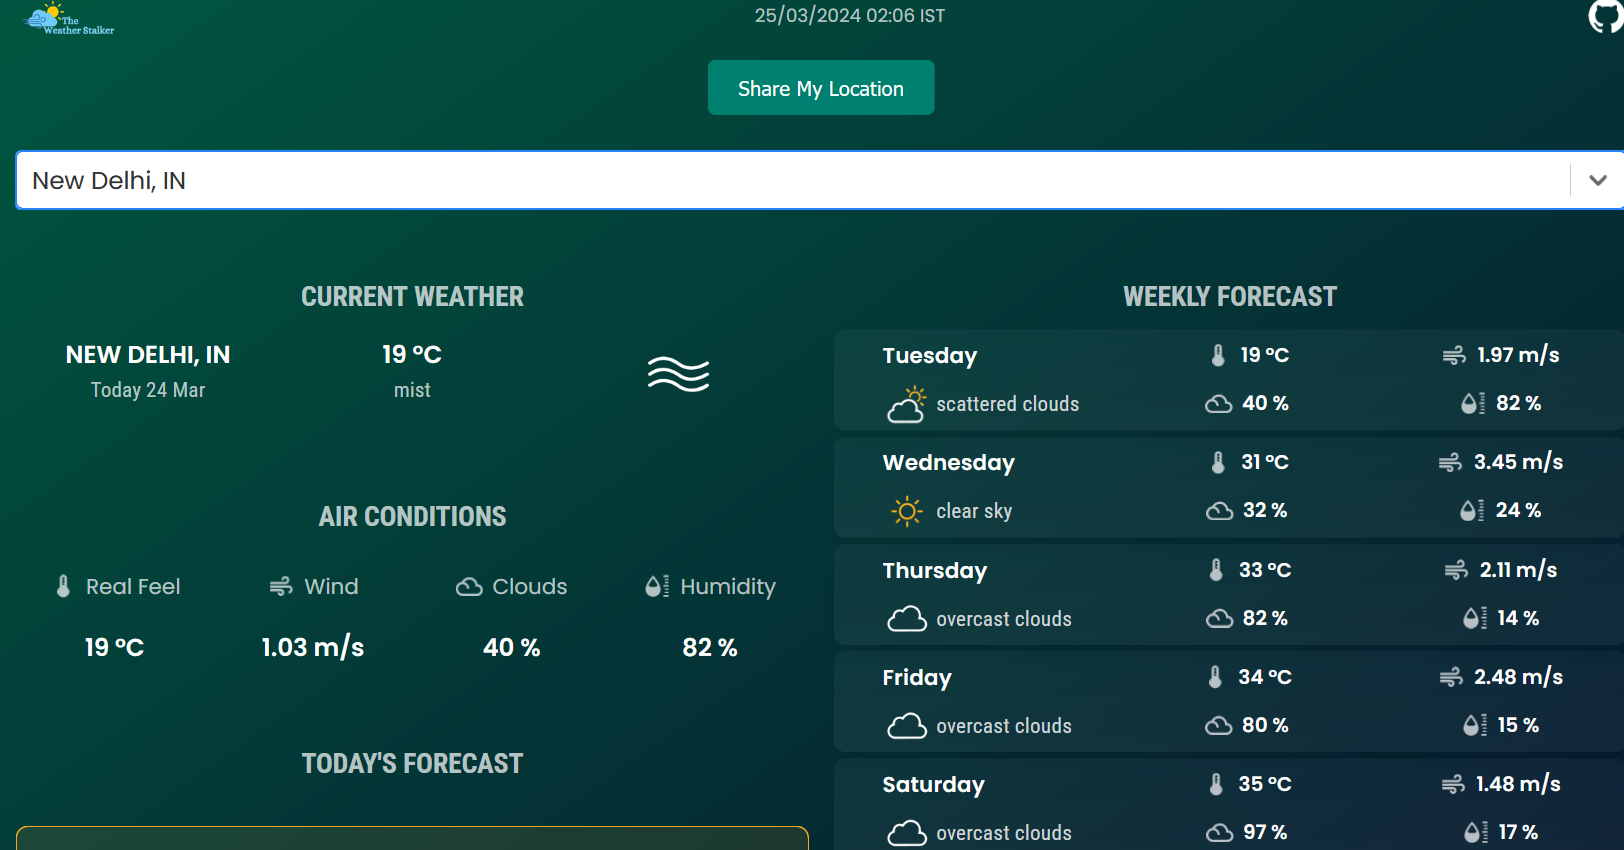 The
Weather Stalker
25/03/2024 02:06 IST
Share My Location
New Delhi, IN
CURRENT WEATHER
NEW DELHI, IN
Today 24 Mar
19 °C
mist
AIR CONDITIONS
Real Feel
19 °C
Wind
1.03 m/s
Clouds
40 %
Humidity
82 %
TODAY'S FORECAST
WEEKLY FORECAST
Tuesday 19 °C 1.97 m/s
scattered clouds 40 % 82 %
Wednesday 31 °C 3.45 m/s
clear sky 32 % 24 %
Thursday 33 °C 2.11 m/s
overcast clouds 82 % 14 %
Friday 34 °C 2.48 m/s
overcast clouds 80 % 15 %
Saturday 35 °C 1.48 m/s
overcast clouds 97 % 17 %